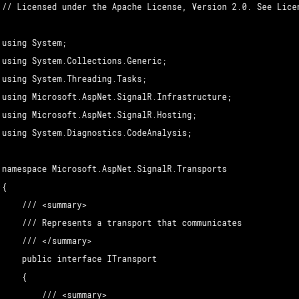 // Licensed under the Apache License, Version 2.0. See
using System;
using System.Collections.Generic;
using System.Threading.Tasks;
using Microsoft.AspNet.SignalR.Infrastructure;
using Microsoft.AspNet.SignalR.Hosting;
using System.Diagnostics.CodeAnalysis;
namespace Microsoft.AspNet.SignalR.Transports
{
/// <summary>
/// Represents a transport that communicates
/// </summary>
public interface ITransport
{
/// <summary>